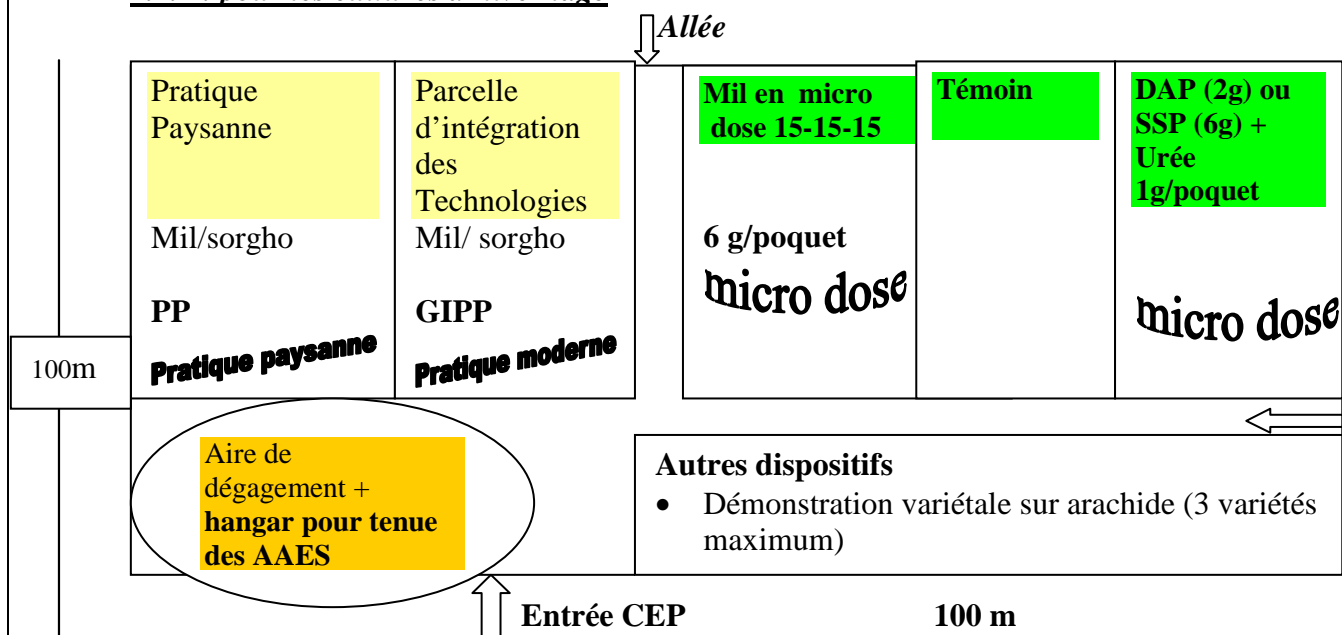 Allée
Pratique
Paysanne
Mil/sorgho
PP
Pratique paysanne
Parcelle
d’intégration
des
Technologies
Mil/ sorgho
GIPP
Pratique moderne
Mil en micro
dose 15-15-15
6 g/poquet
micro dose
Témoin
DAP (2g) ou
SSP (6g) +
Urée
1g/poquet
micro dose
100m
Aire de
dégagement +
hangar pour tenue
des AAES
Autres dispositifs
• Démonstration variétale sur arachide (3 variétés
maximum)
Entrée CEP
100 m